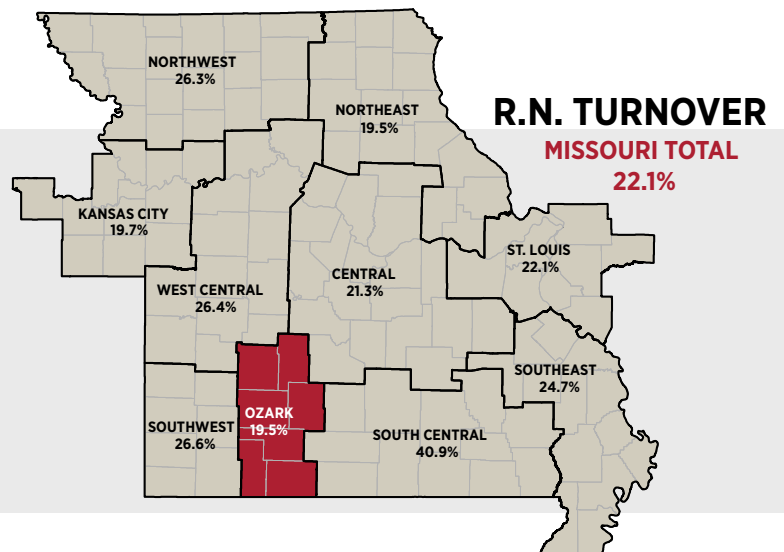 NORTHWEST
26.3%
NORTHEAST
19.5%
R.N. TURNOVER
MISSOURI TOTAL
22.1%
KANSAS CITY
19.7%
WEST CENTRAL
26.4%
CENTRAL
21.3%
ST. LOUIS
22.1%
SOUTHWEST
26.6%
OZARK
19.5%
SOUTH CENTRAL
40.9%
SOUTHEAST
24.7%